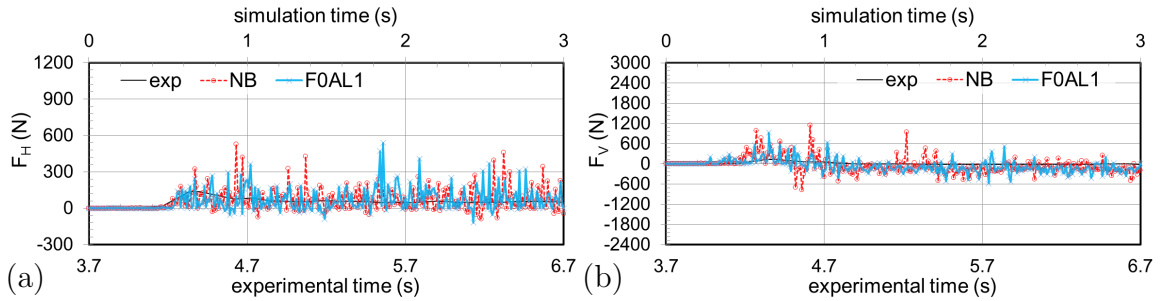 simulation time (s)
0 1 2 3
1200
900
600
300
0
-300
F_H (N)
exp NB F0AL1
3.7 4.7 5.7 6.7
experimental time (s)
(a)
simulation time (s)
0 1 2 3
3000
2400
1800
1200
600
0
-600
-1200
-1800
-2400
F_V (N)
exp NB F0AL1
3.7 4.7 5.7 6.7
experimental time (s)
(b)